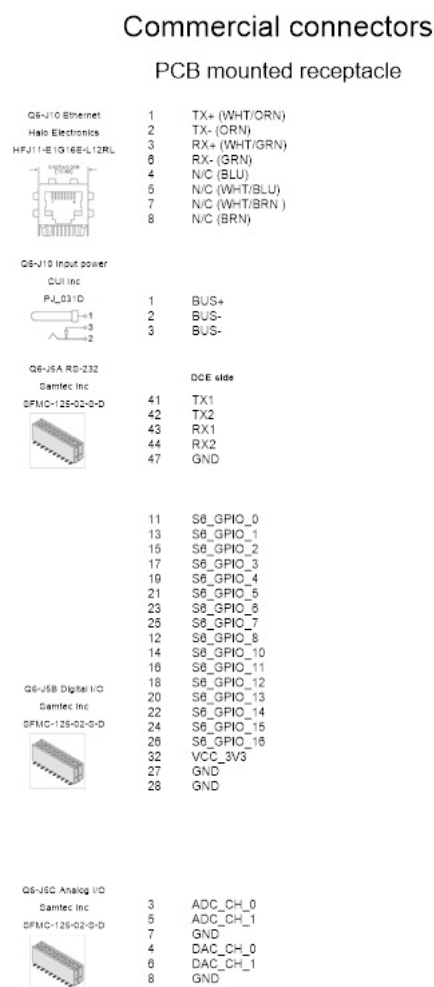 Commercial connectors
PCB mounted receptacle
Q6-J10 Ethernet
Halo Electronics
HFJ11-E1G16E-L12RL
1 TX+ (WHT/ORN)
2 TX- (ORN)
3 RX+ (WHT/GRN)
6 RX- (GRN)
4 N/C (BLU)
5 N/C (WHT/BLU)
7 N/C (WHT/BRN )
8 N/C (BRN)
Q6-J10 Input power
CUI Inc
PJ_031D
1
3
2
1 BUS+
2 BUS-
3 BUS-
Q6-J5A RS-232
Samtec Inc
SFMC-125-02-S-D
DCE side
41 TX1
42 TX2
43 RX1
44 RX2
47 GND
11 S6_GPIO_0
13 S6_GPIO_1
15 S6_GPIO_2
17 S6_GPIO_3
19 S6_GPIO_4
21 S6_GPIO_5
23 S6_GPIO_6
25 S6_GPIO_7
12 S6_GPIO_8
14 S6_GPIO_10
16 S6_GPIO_11
18 S6_GPIO_12
20 S6_GPIO_13
22 S6_GPIO_14
24 S6_GPIO_15
26 S6_GPIO_16
32 VCC_3V3
27 GND
28 GND
Q6-J5B Digital I/O
Samtec Inc
SFMC-125-02-S-D
Q6-J5C Analog I/O
Samtec Inc
SFMC-125-02-S-D
3 ADC_CH_0
5 ADC_CH_1
7 GND
4 DAC_CH_0
6 DAC_CH_1
8 GND